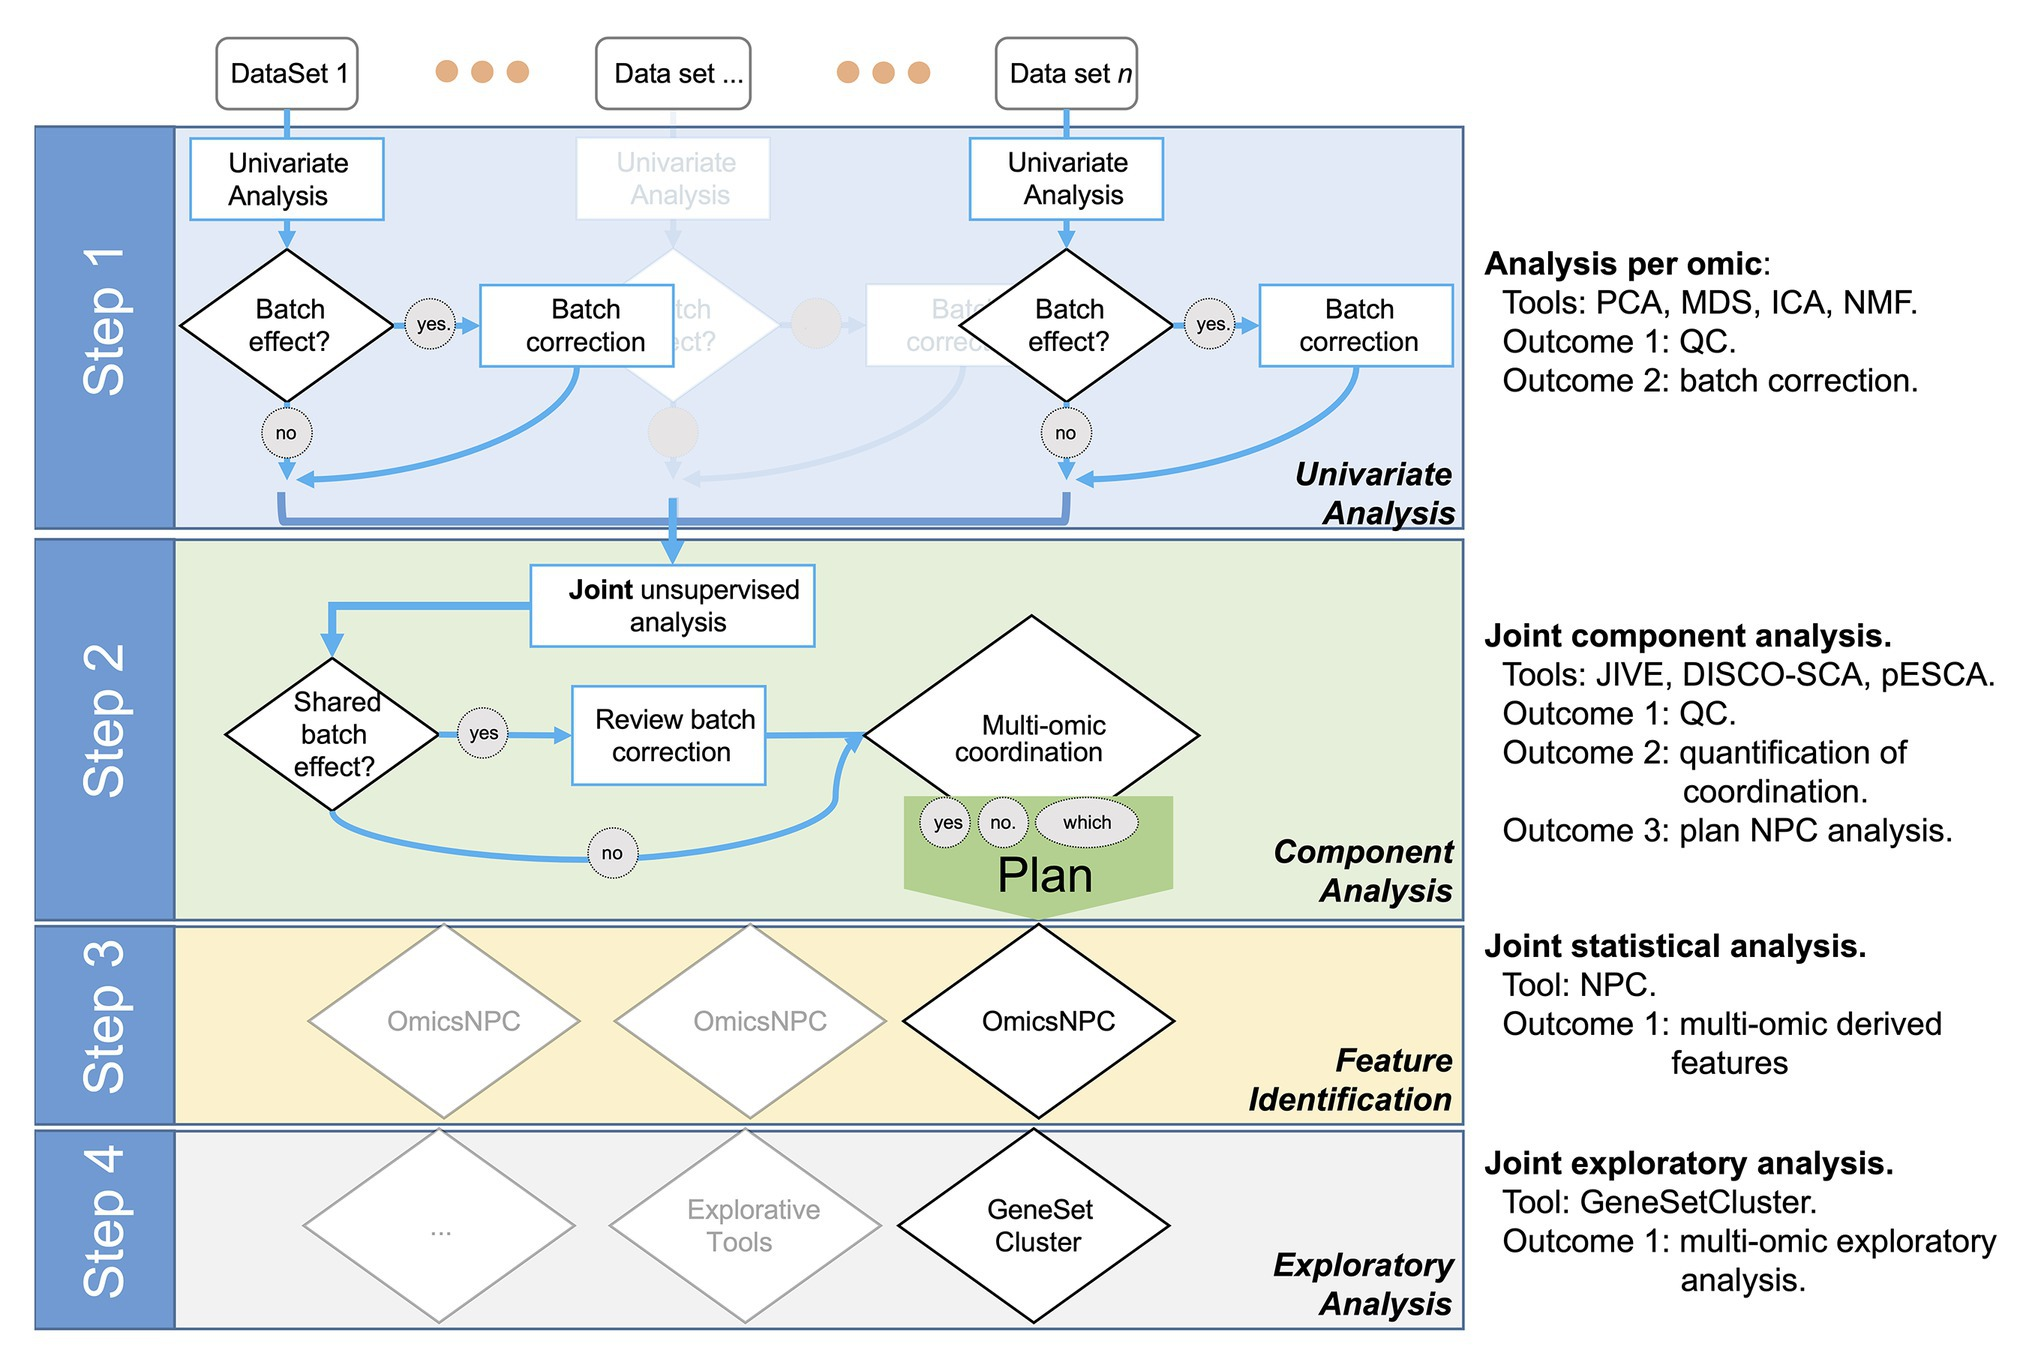 DataSet 1
Data set ...
Data set n
Step 1
Univariate
Analysis
Univariate
Analysis
Univariate
Analysis
Batch
effect?
yes.
Batch
correction
tch
ect?
Bat
correc
Batch
effect?
yes.
Batch
correction
no
no
Univariate
Analysis
Analysis per omic:
Tools: PCA, MDS, ICA, NMF.
Outcome 1: QC.
Outcome 2: batch correction.
Step 2
Joint unsupervised
analysis
Shared
batch
effect?
yes
Review batch
correction
Multi-omic
coordination
no
yes
no.
which
Plan
Component
Analysis
Joint component analysis.
Tools: JIVE, DISCO-SCA, pESCA.
Outcome 1: QC.
Outcome 2: quantification of
coordination.
Outcome 3: plan NPC analysis.
Step 3
OmicsNPC
OmicsNPC
OmicsNPC
Feature
Identification
Joint statistical analysis.
Tool: NPC.
Outcome 1: multi-omic derived
features
Step 4
...
Explorative
Tools
GeneSet
Cluster
Exploratory
Analysis
Joint exploratory analysis.
Tool: GeneSetCluster.
Outcome 1: multi-omic exploratory
analysis.